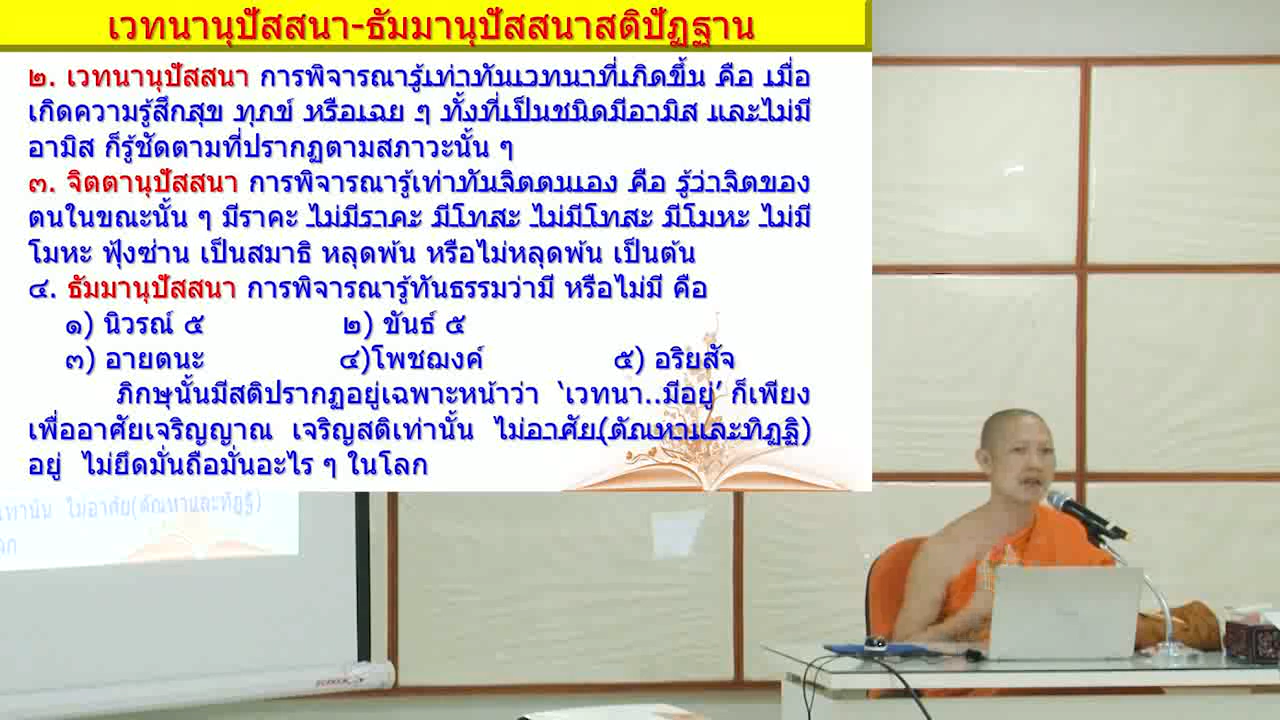 เวทนานุปัสสนา-ธัมมานุปัสสนาสติปัฏฐาน
๒. เวทนานุปัสสนา การพิจารณารู้เท่าทันเวทนาที่เกิดขึ้น คือ เมื่อ
เกิดความรู้สึกสุข ทุกข์ หรือเฉย ๆ ทั้งที่เป็นชนิดมีอามิส และไม่มี
อามิส ก็รู้ชัดตามที่ปรากฏตามสภาวะนั้น ๆ
๓. จิตตานุปัสสนา การพิจารณารู้เท่าทันจิตตนเอง คือ รู้ว่าจิตของ
ตนในขณะนั้น ๆ มีราคะ ไม่มีราคะ มีโทสะ ไม่มีโทสะ มีโมหะ ไม่มี
โมหะ ฟุ้งซ่าน เป็นสมาธิ หลุดพ้น หรือไม่หลุดพ้น เป็นต้น
๔. ธัมมานุปัสสนา การพิจารณารู้ทันธรรมว่ามี หรือไม่มี คือ
๑) นิวรณ์ ๕ ๒) ขันธ์ ๕
๓) อายตนะ ๔)โพชฌงค์ ๕) อริยสัจ
ภิกษุนั้นมีสติปรากฏอยู่เฉพาะหน้าว่า ‘เวทนา..มีอยู่’ ก็เพียง
เพื่ออาศัยเจริญญาณ เจริญสติเท่านั้น ไม่อาศัย(ตัณหาและทิฏฐิ)
อยู่ ไม่ยึดมั่นถือมั่นอะไร ๆ ในโลก
เท่านั้น ไม่อาศัย(ตัณหาและทิฏฐิ)